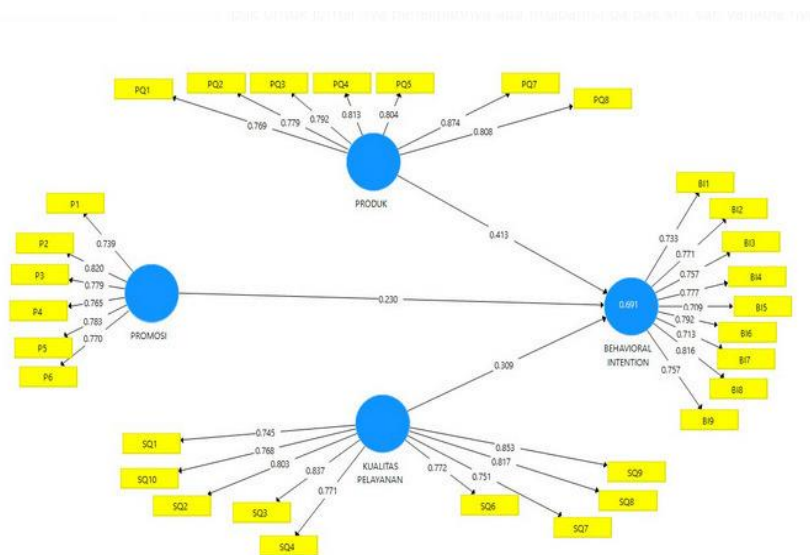 PQ1
PQ2
PQ3
PQ4
PQ5
PQ7
PQ8
0.769
0.779
0.792
0.813
0.804
0.874
0.808
PRODUK
P1
P2
P3
P4
P5
P6
0.739
0.820
0.779
0.765
0.783
0.770
PROMOSI
0.413
0.230
0.309
BI1
BI2
BI3
BI4
BI5
BI6
BI7
BI8
BI9
0.733
0.771
0.757
0.777
0.709
0.792
0.713
0.816
0.757
0.691
BEHAVIORAL
INTENTION
SQ1
SQ10
SQ2
SQ3
SQ4
SQ6
SQ7
SQ8
SQ9
0.745
0.768
0.803
0.837
0.771
0.772
0.751
0.817
0.853
KUALITAS
PELAYANAN